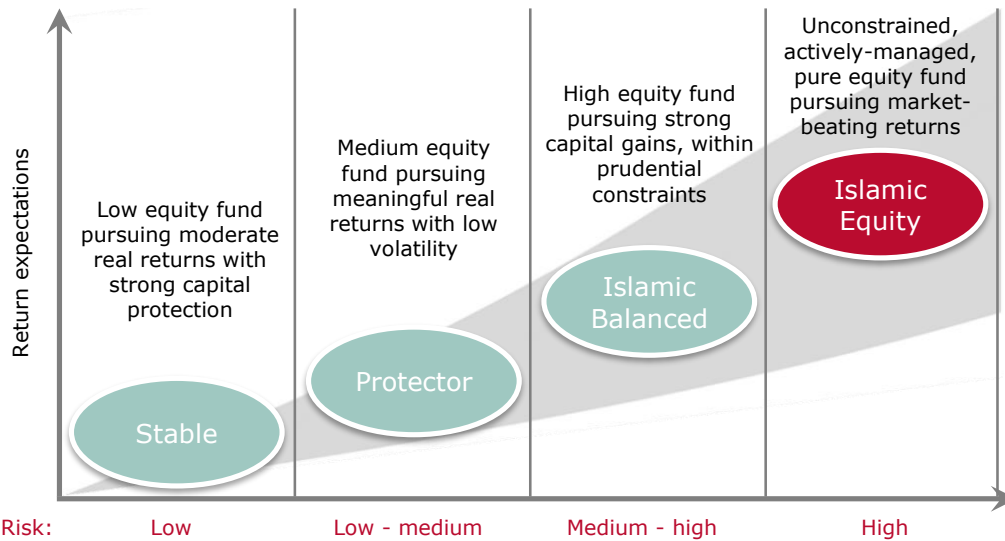 Return expectations
Low equity fund
pursuing moderate
real returns with
strong capital
protection
Stable
Medium equity
fund pursuing
meaningful real
returns with low
volatility
Protector
High equity fund
pursuing strong
capital gains, within
prudential
constraints
Islamic
Balanced
Unconstrained,
actively-managed,
pure equity fund
pursuing market-
beating returns
Islamic
Equity
Risk: Low Low - medium Medium - high High